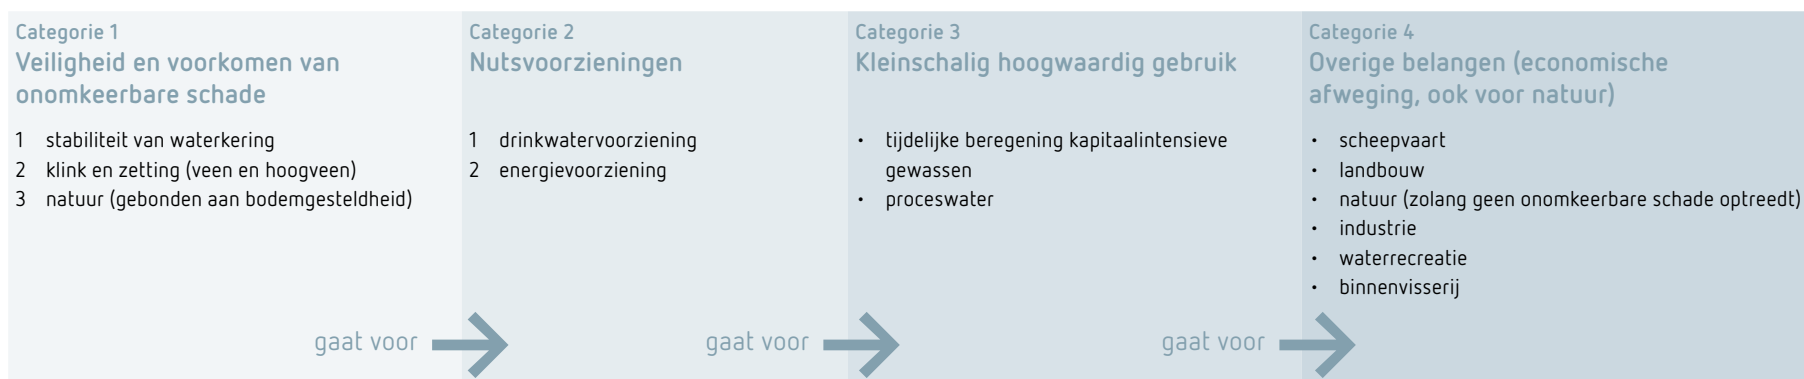 Categorie 1
Veiligheid en voorkomen van
onomkeerbare schade
1 stabiliteit van waterkering
2 klink en zetting (veen en hoogveen)
3 natuur (gebonden aan bodemgesteldheid)
gaat voor
Categorie 2
Nutsvoorzieningen
1 drinkwatervoorziening
2 energievoorziening
gaat voor
Categorie 3
Kleinschalig hoogwaardig gebruik
• tijdelijke beregening kapitaalintensieve
gewassen
• proceswater
gaat voor
Categorie 4
Overige belangen (economische
afweging, ook voor natuur)
• scheepvaart
• landbouw
• natuur (zolang geen onomkeerbare schade optreedt)
• industrie
• waterrecreatie
• binnenvisserij